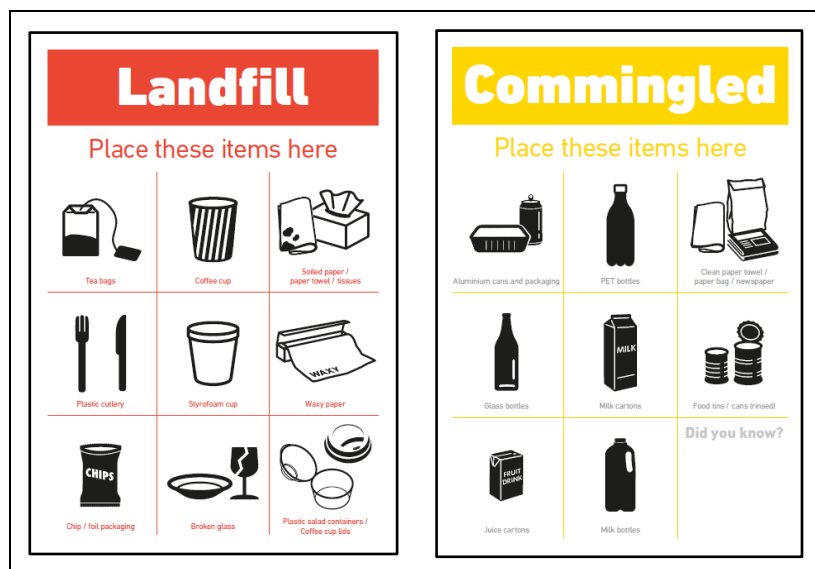 Landfill
Place these items here
Tea bags
Coffee cup
Soiled paper /
paper towel / tissues
Plastic cutlery
Styrofoam cup
WAXY
Waxy paper
CHIPS
Chip / foil packaging
Broken glass
Plastic salad containers /
Coffee cup lids
Commingled
Place these items here
Aluminium cans and packaging
PET bottles
Clean paper towel /
paper bag / newspaper
Glass bottles
MILK
Milk cartons
Food tins / cans (rinsed)
FRUIT
DRINK
Juice cartons
Milk bottles
Did you know?